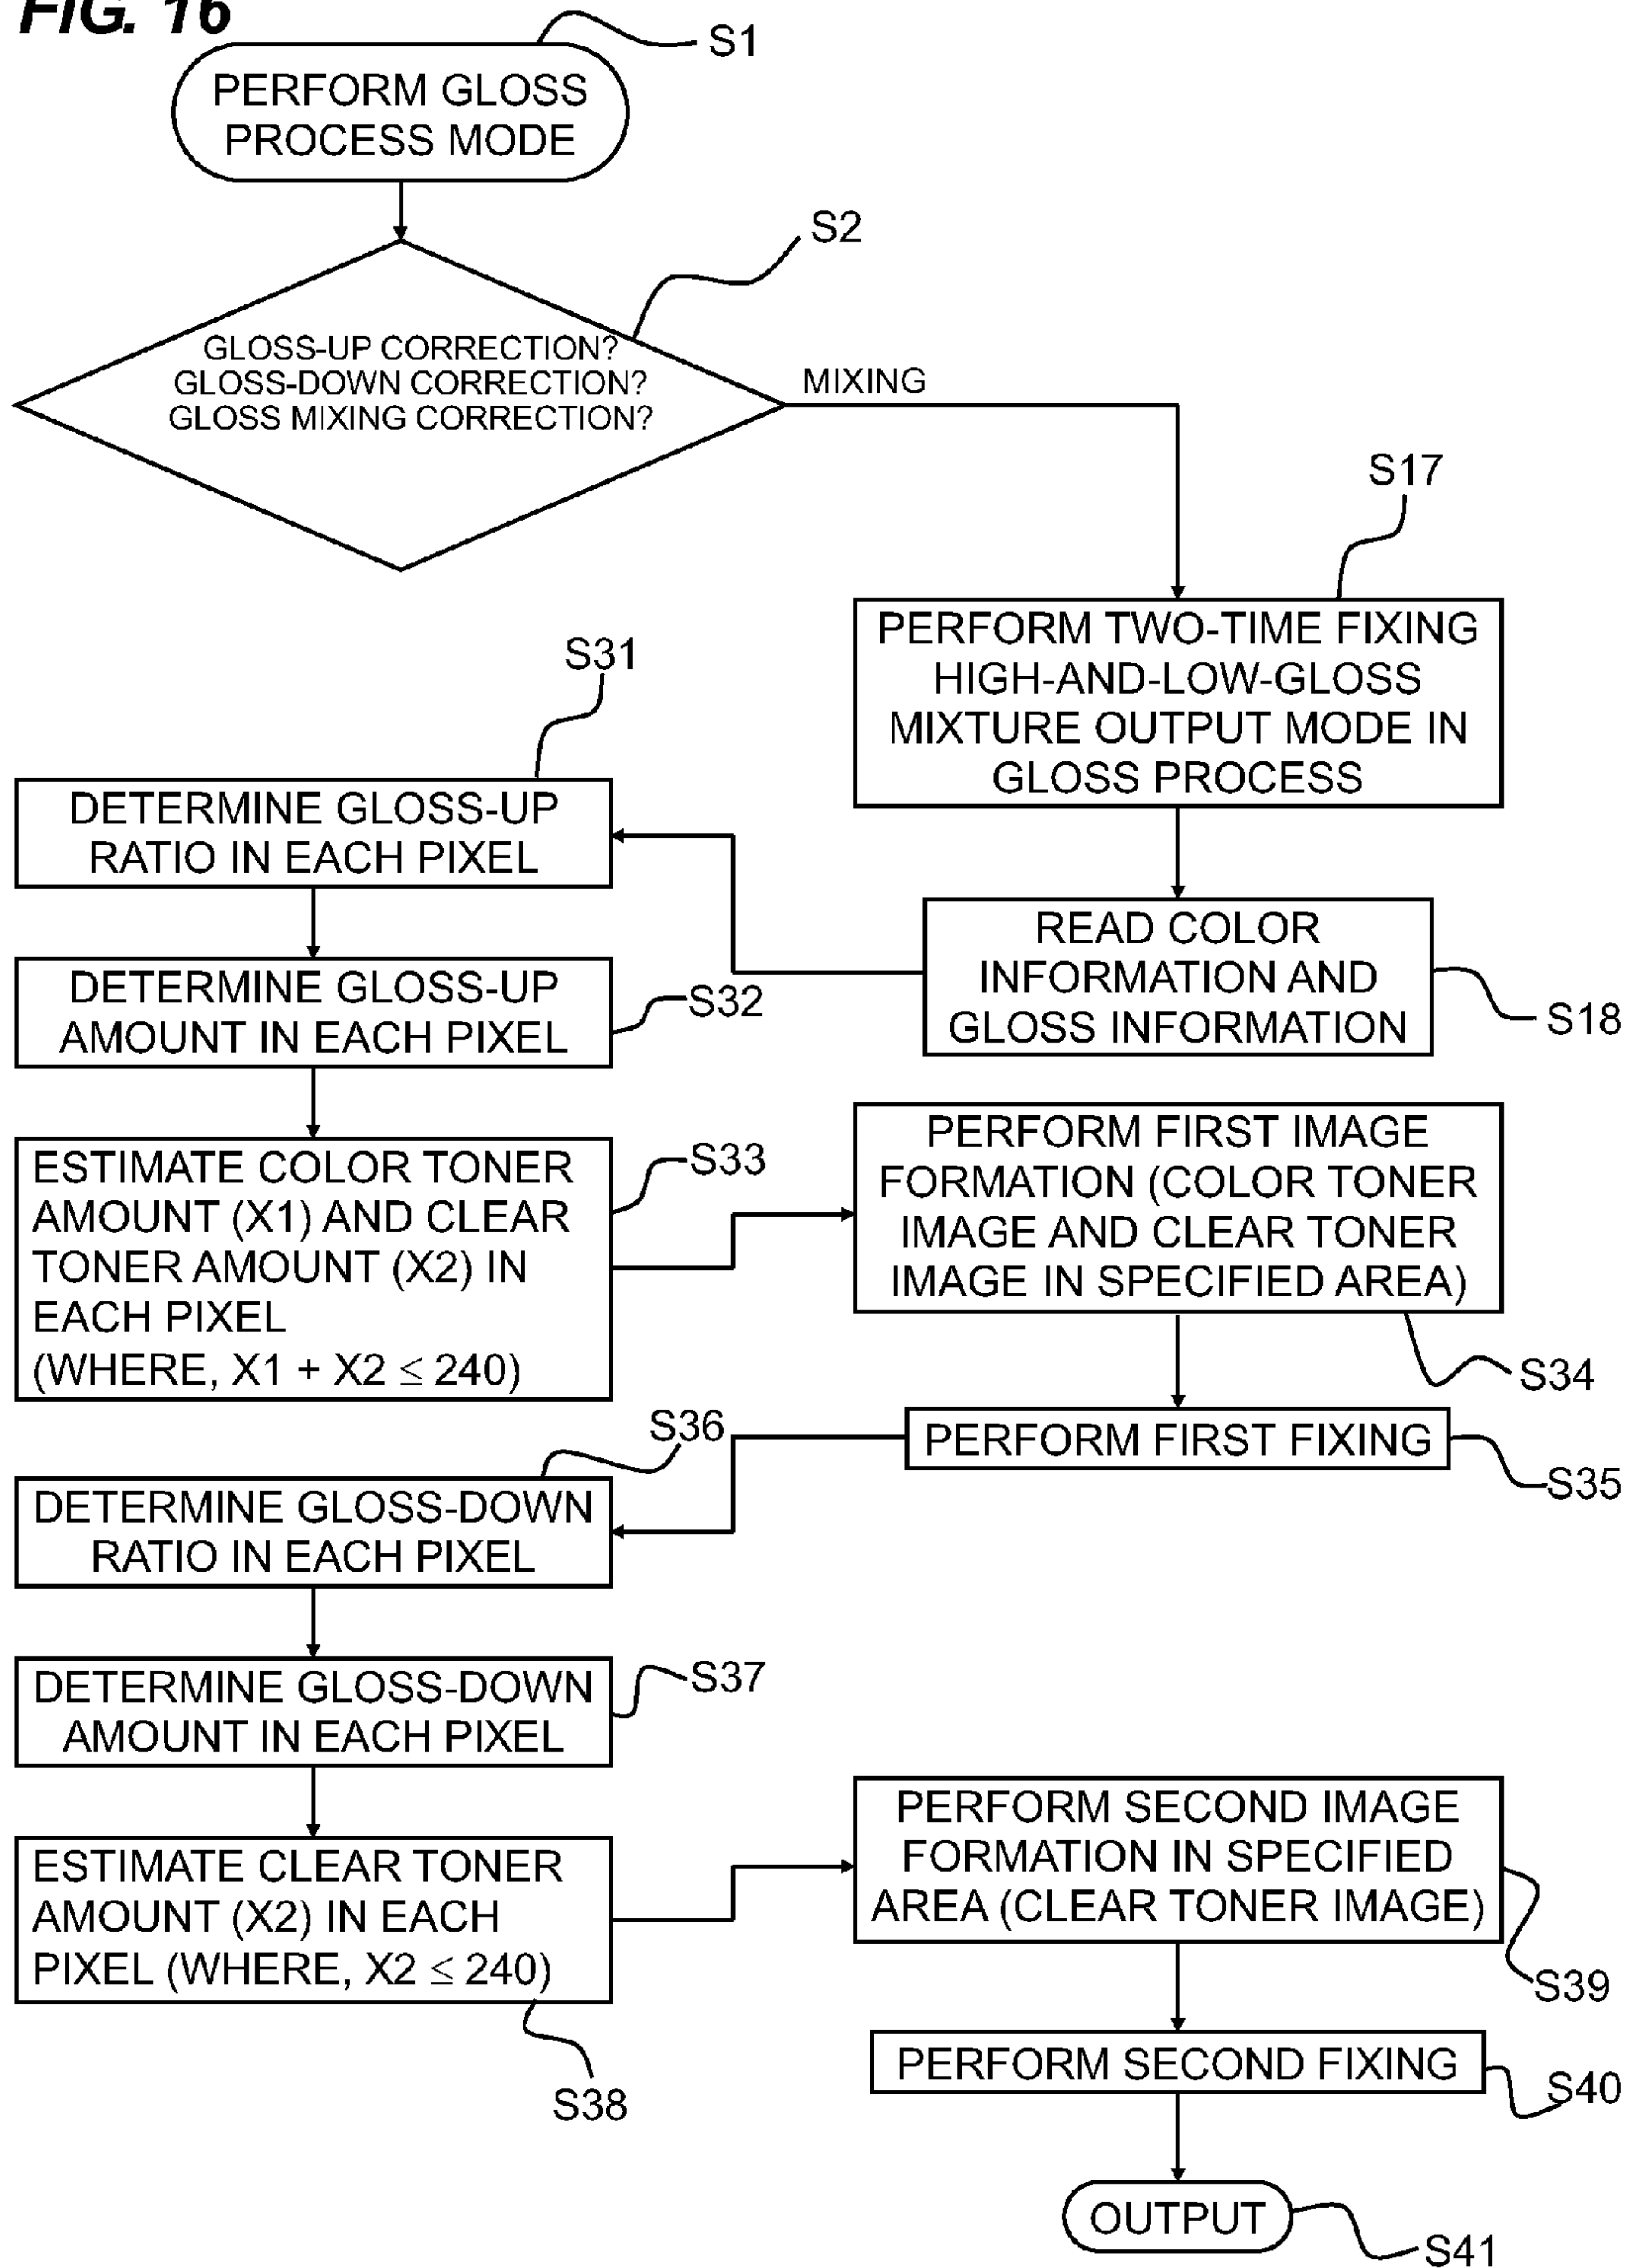 FIG. 16
S1
PERFORM GLOSS
PROCESS MODE
S2
GLOSS-UP CORRECTION?
GLOSS-DOWN CORRECTION?
GLOSS MIXING CORRECTION?
MIXING
S17
PERFORM TWO-TIME FIXING
HIGH-AND-LOW-GLOSS
MIXTURE OUTPUT MODE IN
GLOSS PROCESS
READ COLOR
INFORMATION AND
GLOSS INFORMATION
S18
S31
DETERMINE GLOSS-UP
RATIO IN EACH PIXEL
DETERMINE GLOSS-UP
AMOUNT IN EACH PIXEL
S32
ESTIMATE COLOR TONER
AMOUNT (X1) AND CLEAR
TONER AMOUNT (X2) IN
EACH PIXEL
(WHERE, X1 + X2 ≤ 240)
S33
PERFORM FIRST IMAGE
FORMATION (COLOR TONER
IMAGE AND CLEAR TONER
IMAGE IN SPECIFIED AREA)
S34
PERFORM FIRST FIXING
S35
S36
DETERMINE GLOSS-DOWN
RATIO IN EACH PIXEL
DETERMINE GLOSS-DOWN
AMOUNT IN EACH PIXEL
S37
ESTIMATE CLEAR TONER
AMOUNT (X2) IN EACH
PIXEL (WHERE, X2 ≤ 240)
S38
PERFORM SECOND IMAGE
FORMATION IN SPECIFIED
AREA (CLEAR TONER IMAGE)
S39
PERFORM SECOND FIXING
S40
OUTPUT
S41